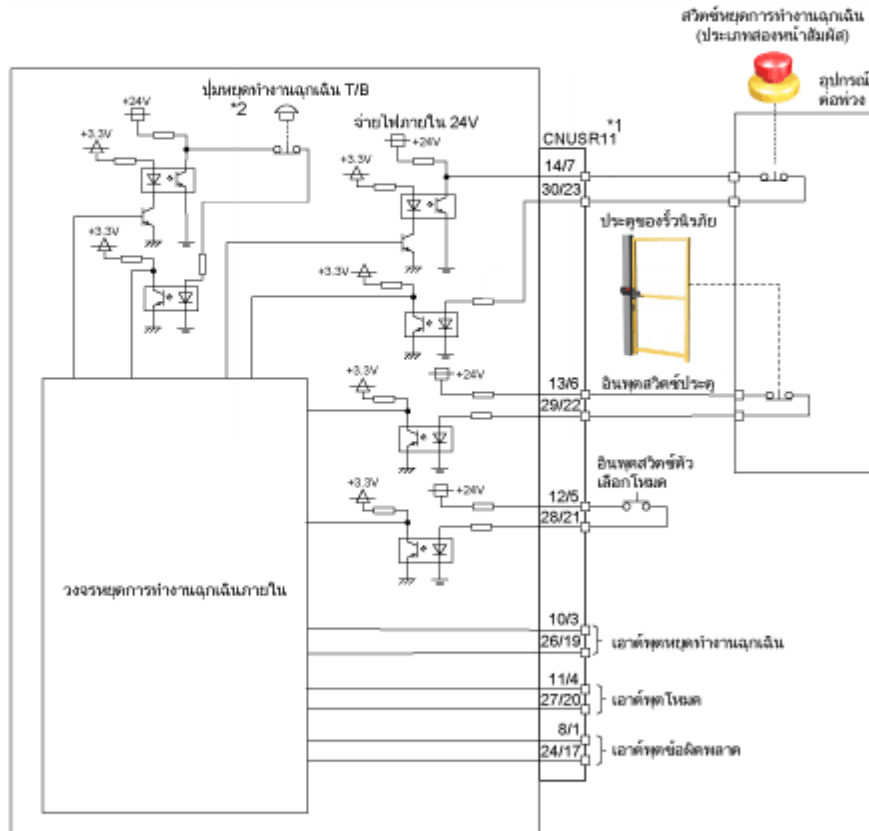 สวิตช์หยุดการทำงานฉุกเฉิน
(ประเภทสองหน้าสัมผัส)
อุปกรณ์
ต่อพ่วง
ปุ่มหยุดทำงานฉุกเฉิน T/B
*2
+24V
+3.3V
+3.3V
จ่ายไฟภายใน 24V
+24V
+3.3V
+3.3V
*1
CNUSR11
14/7
30/23
ประตูของรั้วนิรภัย
+3.3V
+24V
13/6
29/22
อินพุตสวิตช์ประตู
+3.3V
+24V
12/5
28/21
อินพุตสวิตช์ตัว
เลือกโหมด
วงจรหยุดการทำงานฉุกเฉินภายใน
10/3
26/19
เอาต์พุตหยุดทำงานฉุกเฉิน
11/4
27/20
เอาต์พุตโหมด
8/1
24/17
เอาต์พุตข้อผิดพลาด